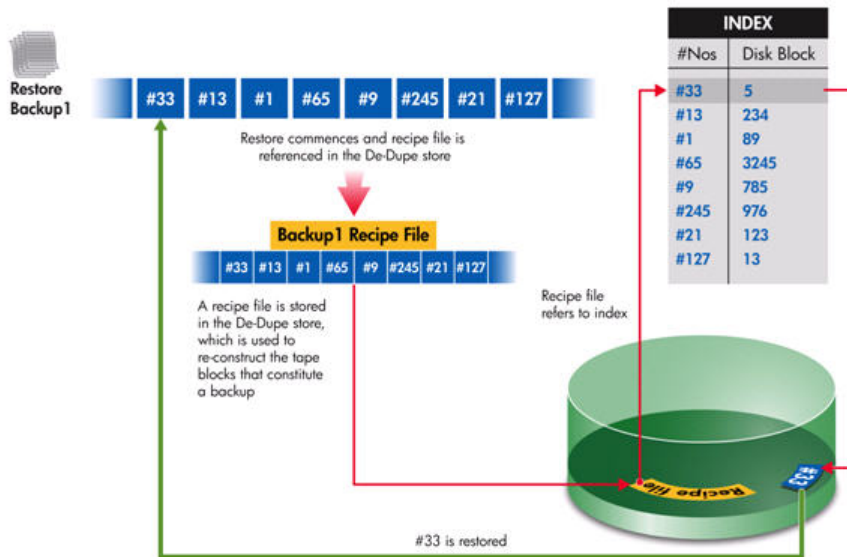 Restore
Backup1
#33 #13 #1 #65 #9 #245 #21 #127
Restore commences and recipe file is
referenced in the De-Dupe store
Backup1 Recipe File
#33 #13 #1 #65 #9 #245 #21 #127
A recipe file is stored
in the De-Dupe store,
which is used to
re-construct the tape
blocks that constitute
a backup
INDEX
#Nos Disk Block
#33 5
#13 234
#1 89
#65 3245
#9 785
#245 976
#21 123
#127 13
Recipe file
refers to index
Recipe file
#33
#33 is restored